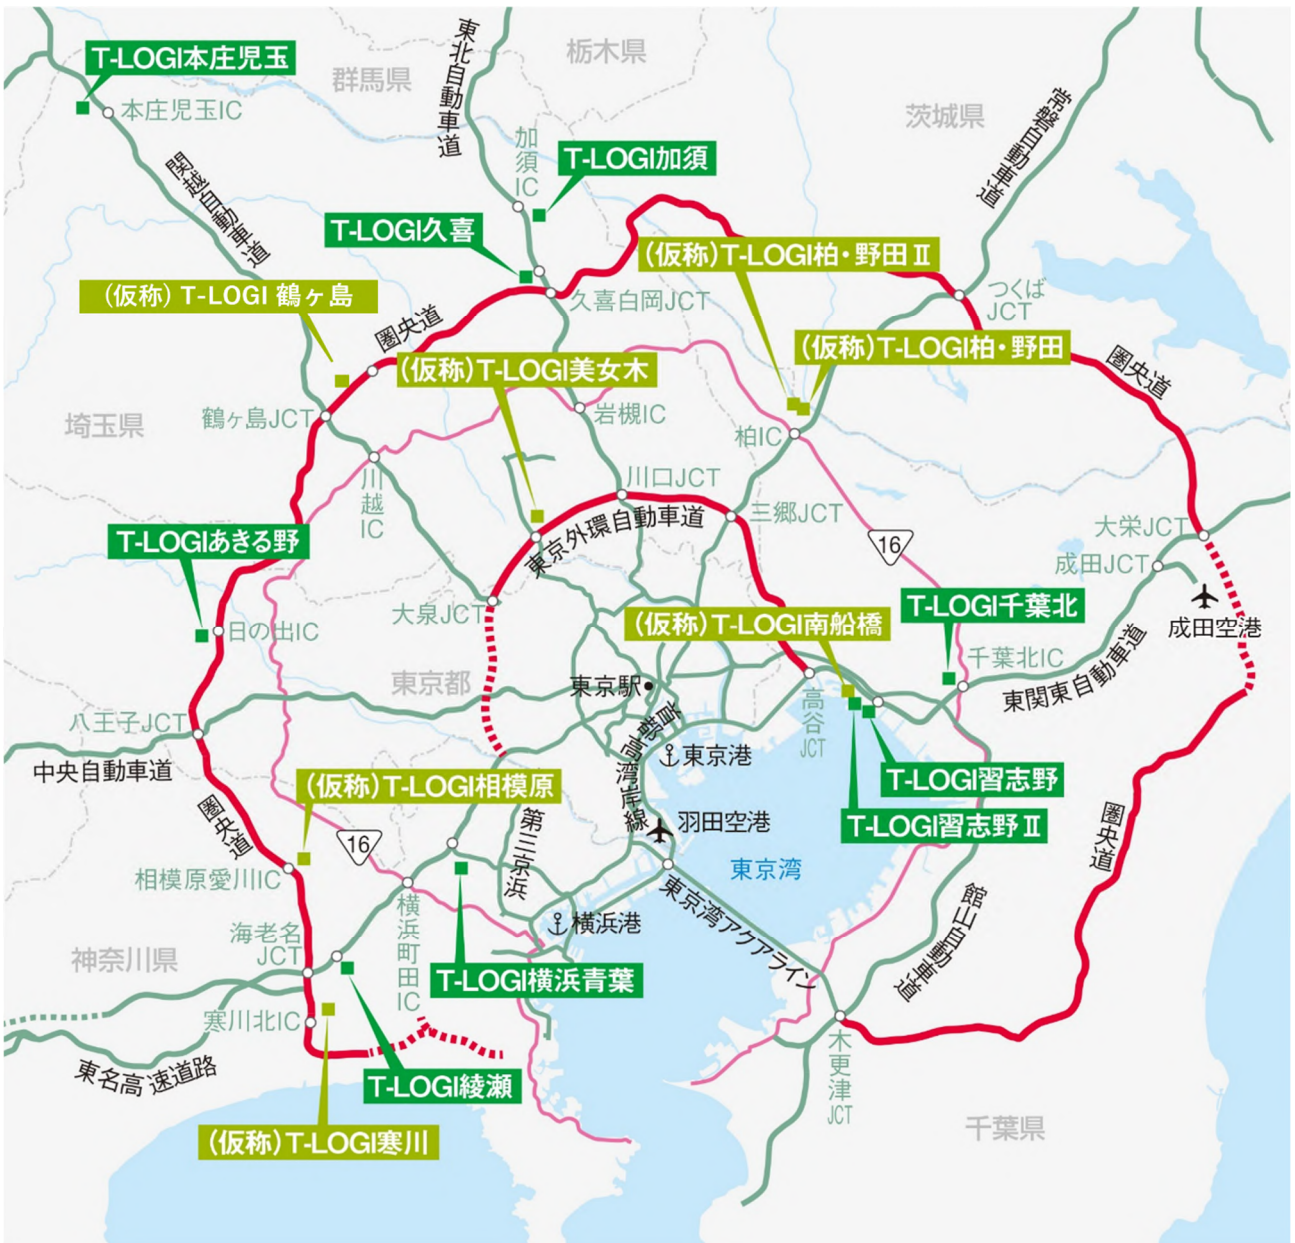 東北自動車道
栃木県
T-LOGI本庄児玉
群馬県
常磐自動車道
茨城県
本庄児玉IC
加須IC
T-LOGI加須
関越自動車道
T-LOGI久喜
(仮称)T-LOGI柏・野田Ⅱ
(仮称)T-LOGI 鶴ヶ島
久喜白岡JCT
つくば
JCT
圏央道
(仮称)T-LOGI柏・野田
(仮称)T-LOGI美女木
圏央道
鶴ヶ島JCT
岩槻IC
埼玉県
柏IC
川越IC
川口JCT
三郷JCT
東京外環自動車道
大栄JCT
T-LOGIあきる野
16
成田JCT
大泉JCT
T-LOGI千葉北
(仮称)T-LOGI南船橋
成田空港
日の出IC
千葉北IC
東京都
東京駅
東関東自動車道
八王子JCT
高谷JCT
首都高湾岸線
東京港
中央自動車道
T-LOGI習志野
(仮称)T-LOGI相模原
圏央道
第三京浜
羽田空港
T-LOGI習志野Ⅱ
圏央道
16
東京湾
相模原愛川IC
東京湾アクアライン
館山自動車道
横浜町田IC
横浜港
海老名
JCT
神奈川県
T-LOGI横浜青葉
寒川北IC
木更津JCT
東名高速道路
T-LOGI綾瀬
千葉県
(仮称)T-LOGI寒川